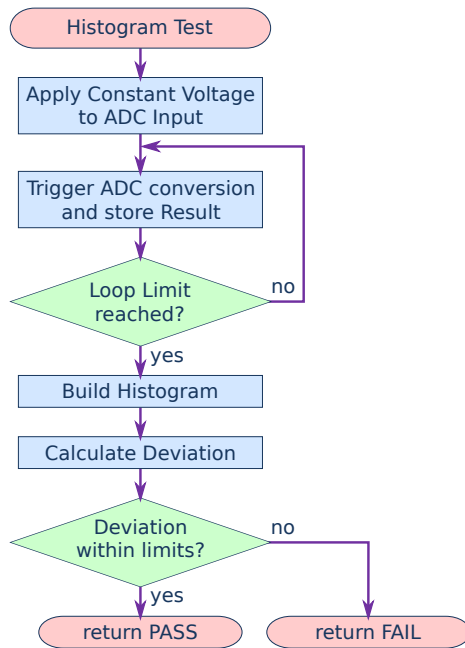 Histogram Test
Apply Constant Voltage
to ADC Input
Trigger ADC conversion
and store Result
Loop Limit
reached?
no
yes
Build Histogram
Calculate Deviation
Deviation
within limits?
no
yes
return PASS
return FAIL